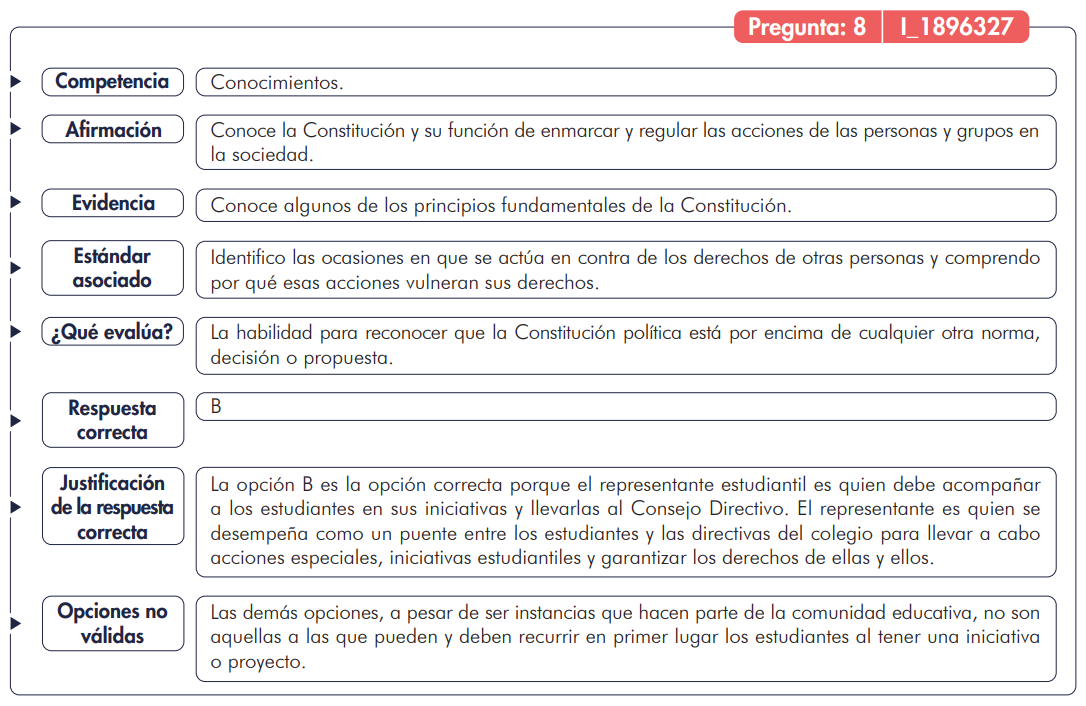 Pregunta: 8 I_1896327
Competencia
Conocimientos.
Afirmación
Conoce la Constitución y su función de enmarcar y regular las acciones de las personas y grupos en
la sociedad.
Evidencia
Conoce algunos de los principios fundamentales de la Constitución.
Estándar
asociado
Identifico las ocasiones en que se actúa en contra de los derechos de otras personas y comprendo
por qué esas acciones vulneran sus derechos.
¿Qué evalúa?
La habilidad para reconocer que la Constitución política está por encima de cualquier otra norma,
decisión o propuesta.
Respuesta
correcta
B
Justificación
de la respuesta
correcta
La opción B es la opción correcta porque el representante estudiantil es quien debe acompañar
a los estudiantes en sus iniciativas y llevarlas al Consejo Directivo. El representante es quien se
desempeña como un puente entre los estudiantes y las directivas del colegio para llevar a cabo
acciones especiales, iniciativas estudiantiles y garantizar los derechos de ellas y ellos.
Opciones no
válidas
Las demás opciones, a pesar de ser instancias que hacen parte de la comunidad educativa, no son
aquellas a las que pueden y deben recurrir en primer lugar los estudiantes al tener una iniciativa
o proyecto.